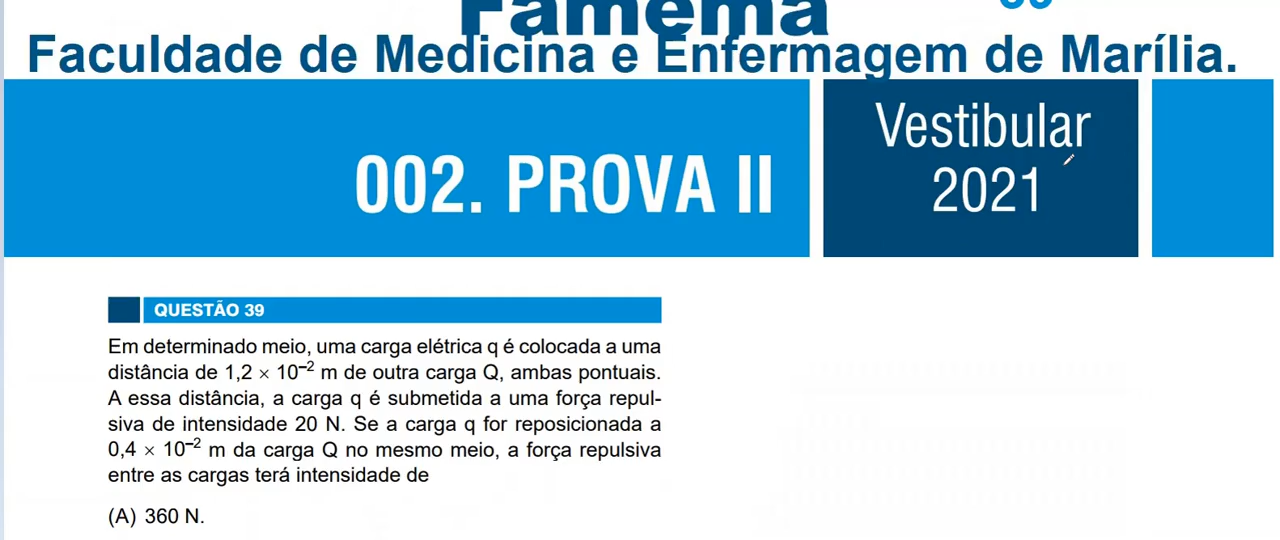 Famema
Faculdade de Medicina e Enfermagem de Marília.
002. PROVA II
Vestibular
2021
QUESTÃO 39
Em determinado meio, uma carga elétrica q é colocada a uma
distância de 1,2 × 10⁻² m de outra carga Q, ambas pontuais.
A essa distância, a carga q é submetida a uma força repul-
siva de intensidade 20 N. Se a carga q for reposicionada a
0,4 × 10⁻² m da carga Q no mesmo meio, a força repulsiva
entre as cargas terá intensidade de
(A) 360 N.